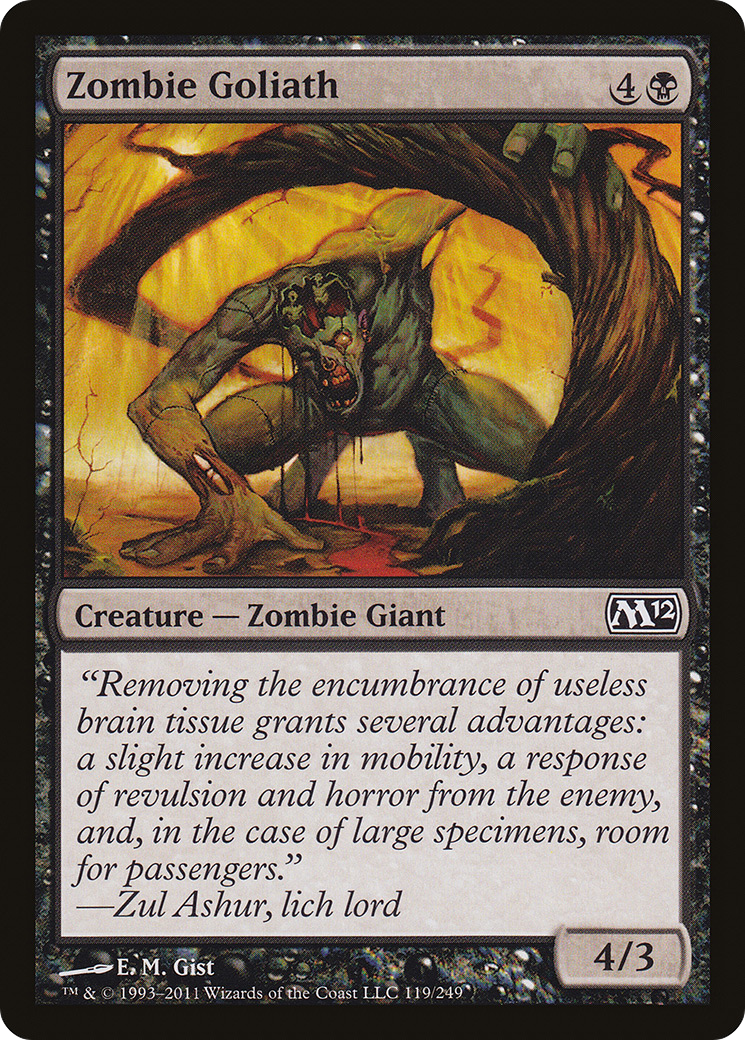 Zombie Goliath 4
Creature — Zombie Giant M12
“Removing the encumbrance of useless
brain tissue grants several advantages:
a slight increase in mobility, a response
of revulsion and horror from the enemy,
and, in the case of large specimens, room
for passengers.”
—Zul Ashur, lich lord
4/3
E. M. Gist
™ & © 1993–2011 Wizards of the Coast LLC 119/249